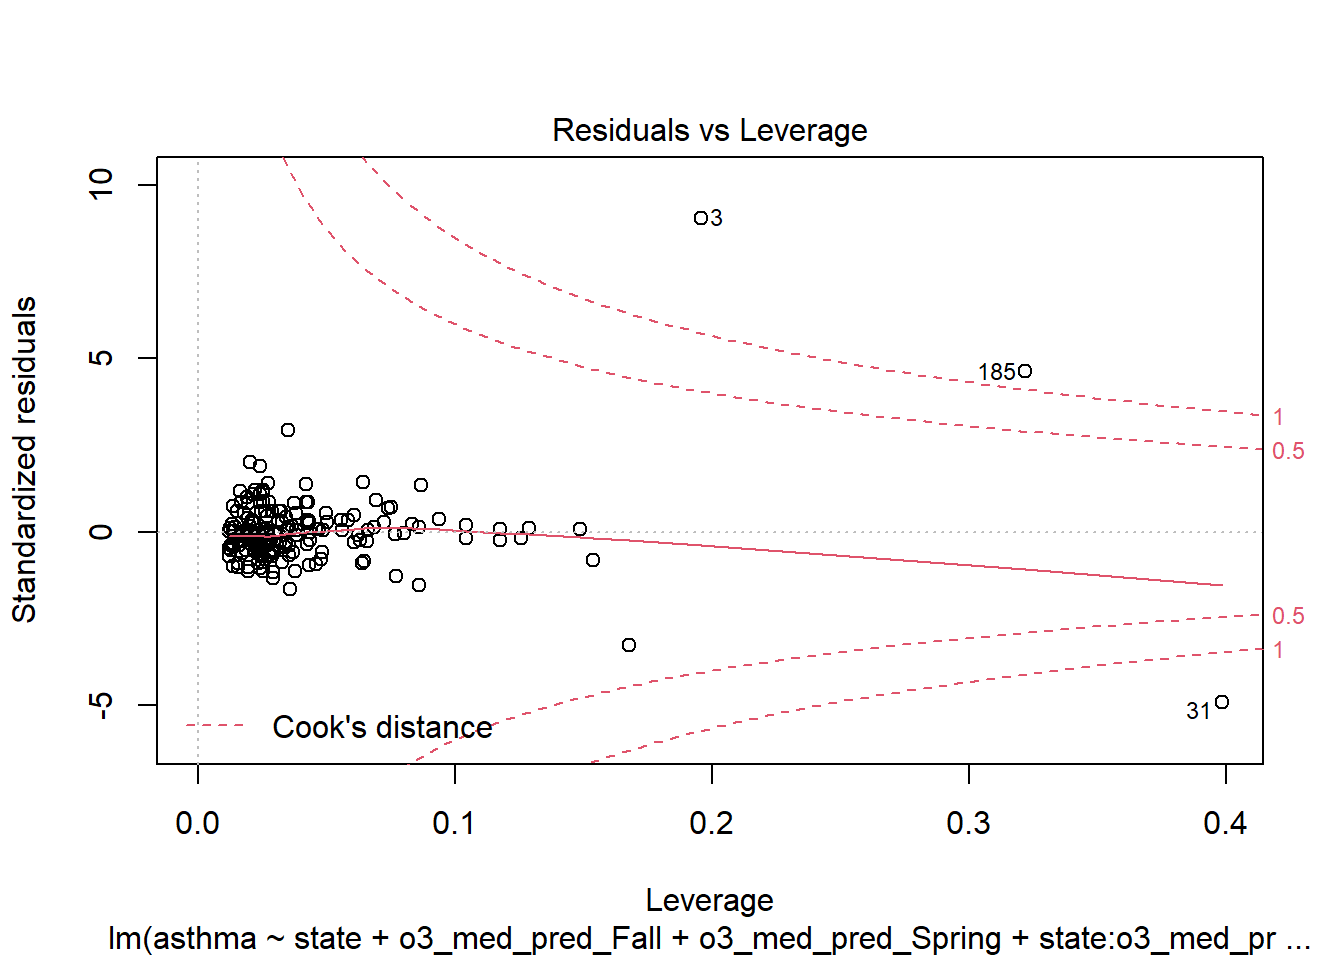 Residuals vs Leverage
Standardized residuals
10
5
0
-5
3
185
31
1
0.5
0.5
1
Cook's distance
0.0 0.1 0.2 0.3 0.4
Leverage
lm(asthma ~ state + o3_med_pred_Fall + o3_med_pred_Spring + state:o3_med_pr ...